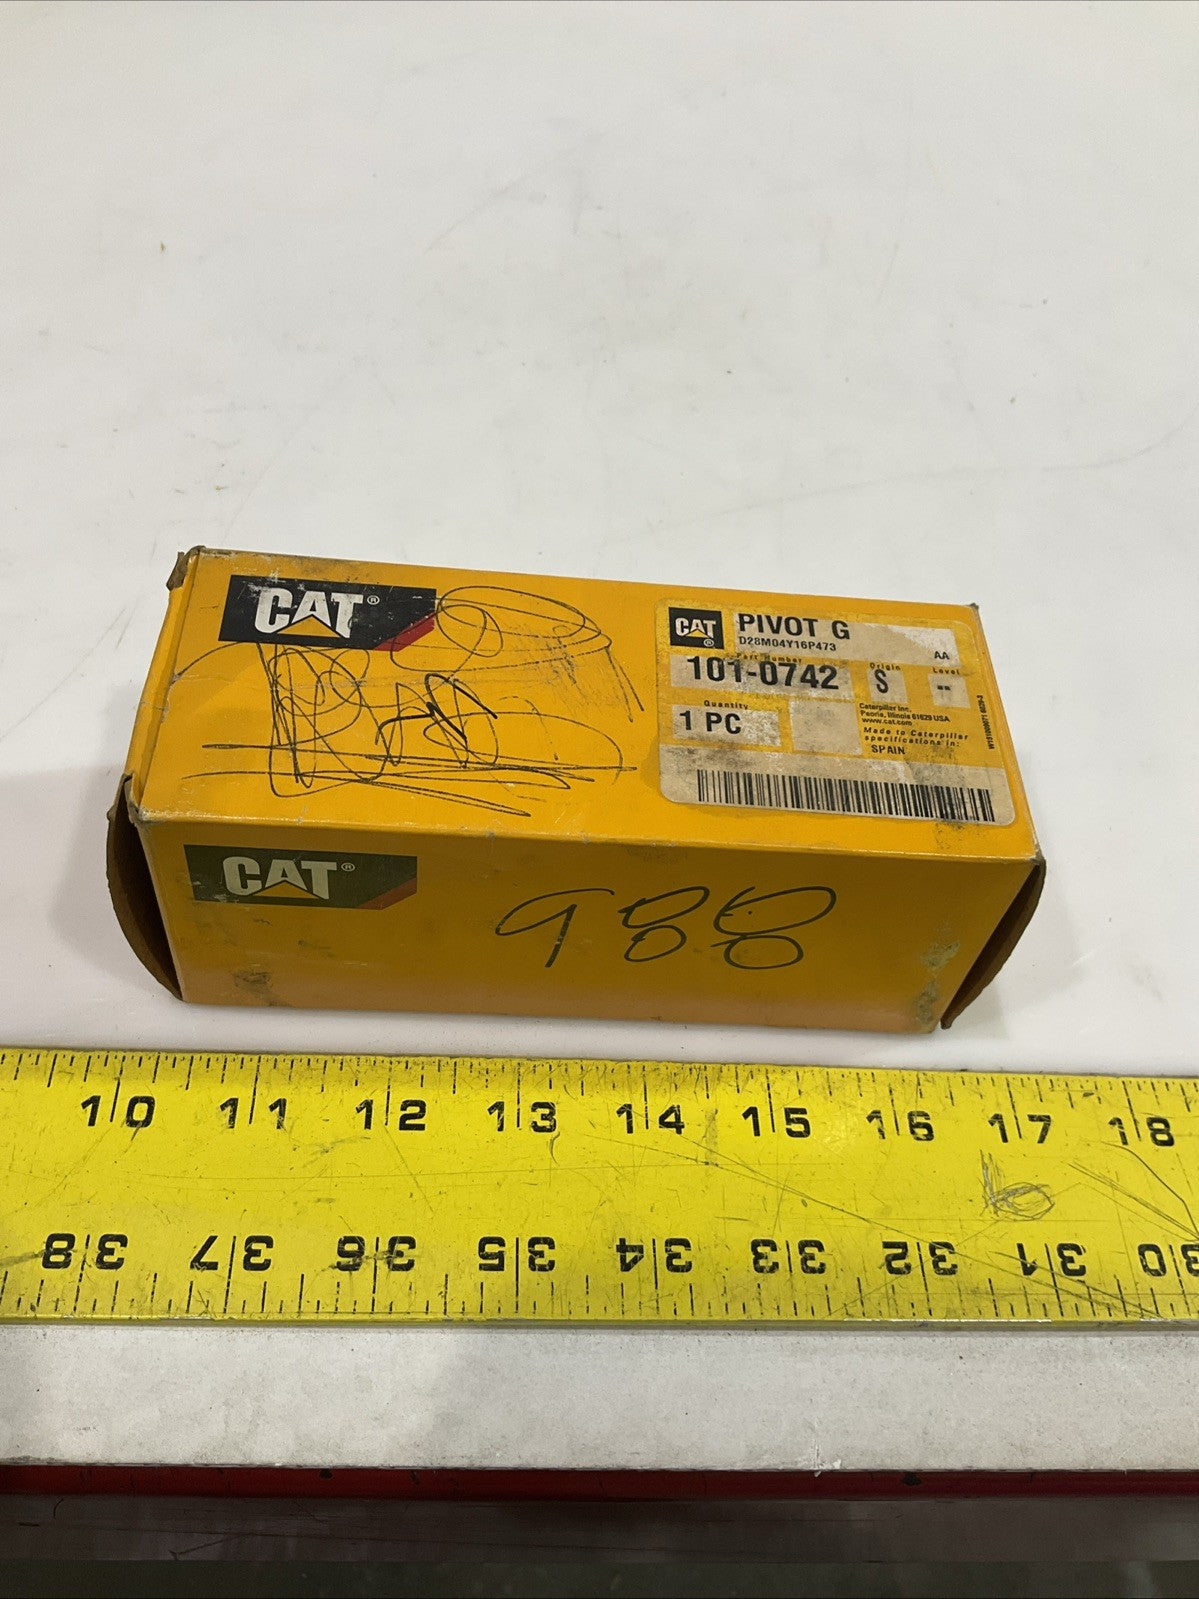 CAT®
CAT®
PIVOT G
D28M04Y16P473
AA
Part Number
Origin
Level
101-0742
S
--
Quantity
1 PC
Caterpillar Inc.
Peoria, Illinois 61629 USA
www.cat.com
Made to Caterpillar
specifications in:
SPAIN
CAT®
988
10 11 12 13 14 15 16 17 18
38 37 36 35 34 33 32 31 30